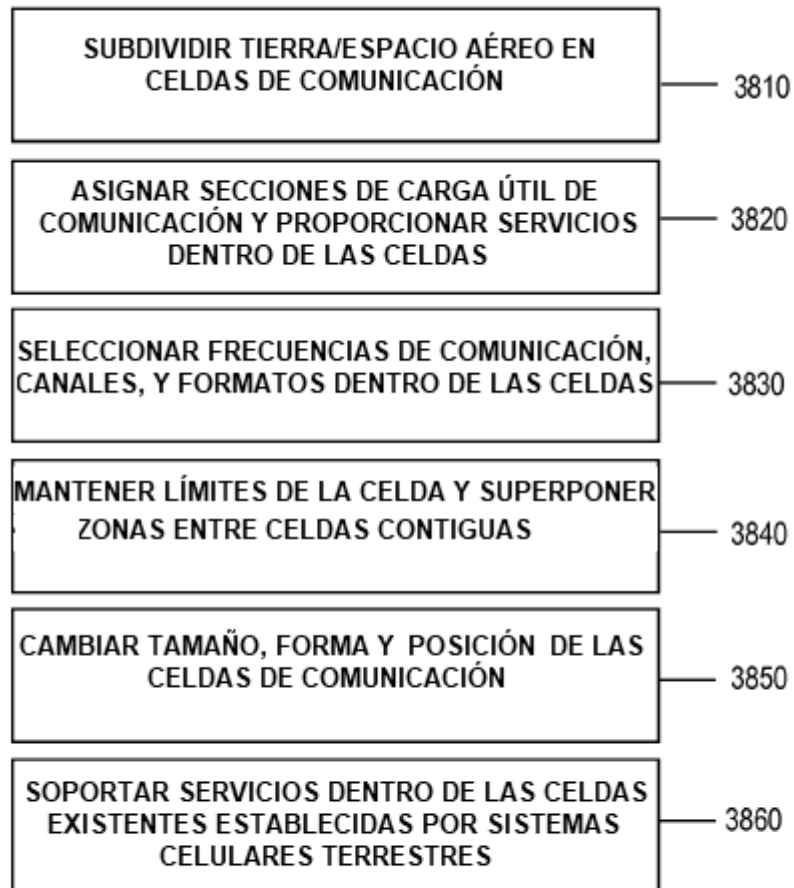 SUBDIVIDIR TIERRA/ESPACIO AÉREO EN
CELDAS DE COMUNICACIÓN
3810
ASIGNAR SECCIONES DE CARGA ÚTIL DE
COMUNICACIÓN Y PROPORCIONAR SERVICIOS
DENTRO DE LAS CELDAS
3820
SELECCIONAR FRECUENCIAS DE COMUNICACIÓN,
CANALES, Y FORMATOS DENTRO DE LAS CELDAS
3830
MANTENER LÍMITES DE LA CELDA Y SUPERPONER
ZONAS ENTRE CELDAS CONTIGUAS
3840
CAMBIAR TAMAÑO, FORMA Y POSICIÓN DE LAS
CELDAS DE COMUNICACIÓN
3850
SOPORTAR SERVICIOS DENTRO DE LAS CELDAS
EXISTENTES ESTABLECIDAS POR SISTEMAS
CELULARES TERRESTRES
3860